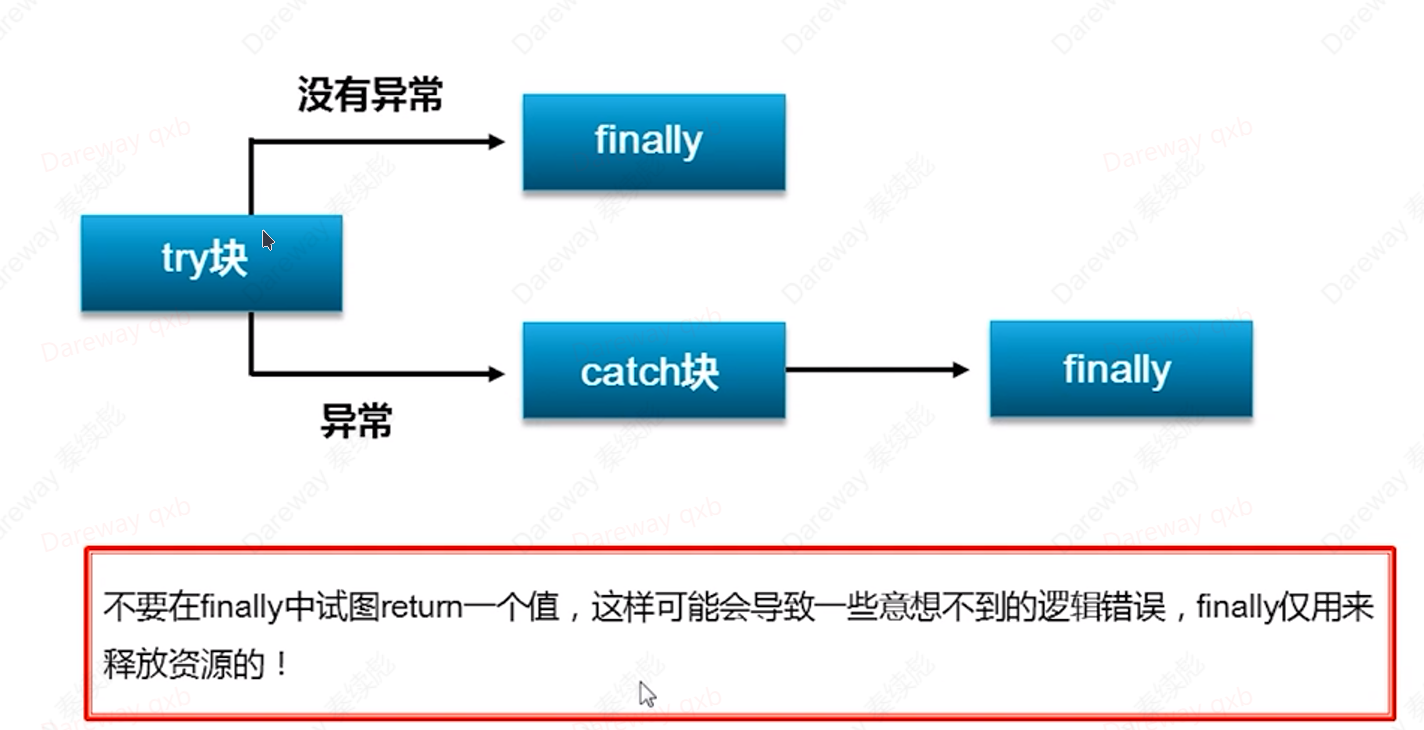 没有异常
finally
try块
catch块
finally
异常
不要在finally中试图return一个值，这样可能会导致一些意想不到的逻辑错误，finally仅用来
释放资源的！
Dareway qxb
Dareway 秦续彪